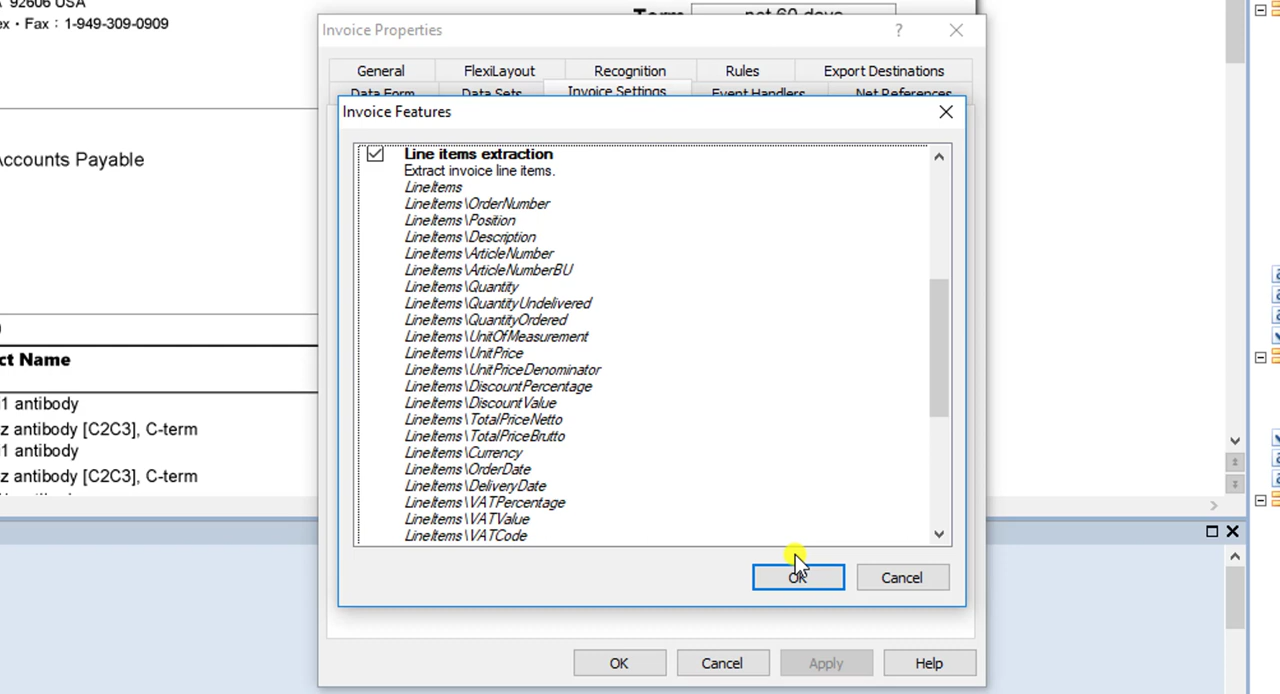 92606 USA
ex・Fax : 1-949-309-0909
Term net 60 days
Invoice Properties
General FlexiLayout Recognition Rules Export Destinations
Data Form Data Sets Invoice Settings Event Handlers .Net References
Invoice Features
Accounts Payable
Line items extraction
Extract invoice line items.
LineItems
LineItems\OrderNumber
LineItems\Position
LineItems\Description
LineItems\ArticleNumber
LineItems\ArticleNumberBU
LineItems\Quantity
LineItems\QuantityUndelivered
LineItems\QuantityOrdered
LineItems\UnitOfMeasurement
LineItems\UnitPrice
LineItems\UnitPriceDenominator
LineItems\DiscountPercentage
LineItems\DiscountValue
LineItems\TotalPriceNetto
LineItems\TotalPriceBrutto
LineItems\Currency
LineItems\OrderDate
LineItems\DeliveryDate
LineItems\VATPercentage
LineItems\VATValue
LineItems\VATCode
ct Name
1 antibody
z antibody [C2C3], C-term
1 antibody
z antibody [C2C3], C-term
OK Cancel
OK Cancel Apply Help